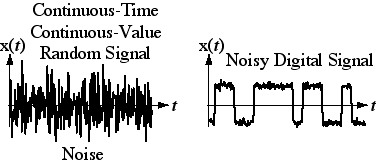 Continuous-Time
Continuous-Value
Random Signal
x(t)
t
Noise
x(t)
Noisy Digital Signal
t